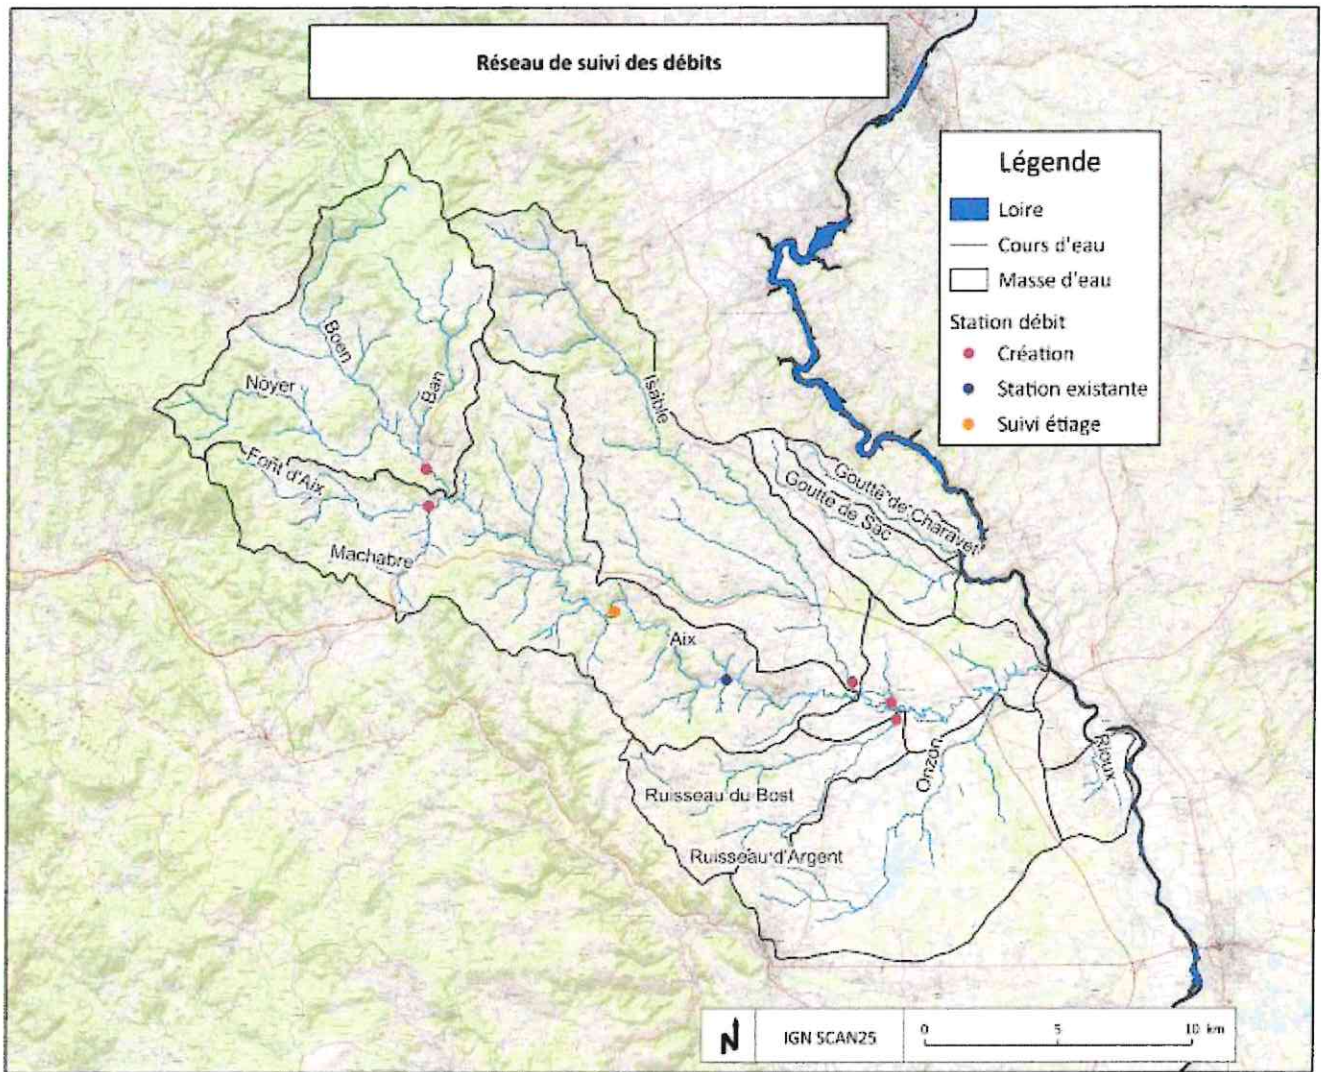 Réseau de suivi des débits
Légende
Loire
Cours d'eau
Masse d'eau
Station débit
Création
Station existante
Suivi étiage
Boen
Ban
Noyer
Isable
Font d'Aix
Machabre
Goutte de Charavet
Goutte de Sac
Aix
Onzon
Rioux
Ruisseau du Bost
Ruisseau d'Argent
N
IGN SCAN25
0 5 10 km